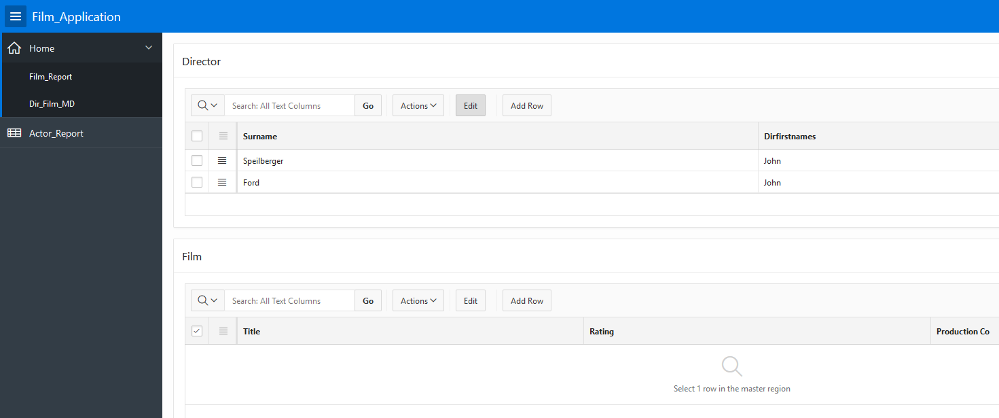 Film_Application
Home
Film_Report
Dir_Film_MD
Actor_Report
Director
Search: All Text Columns Go Actions Edit Add Row
Surname Dirfirstnames
Speilberger John
Ford John
Film
Search: All Text Columns Go Actions Edit Add Row
Title Rating Production Co
Select 1 row in the master region